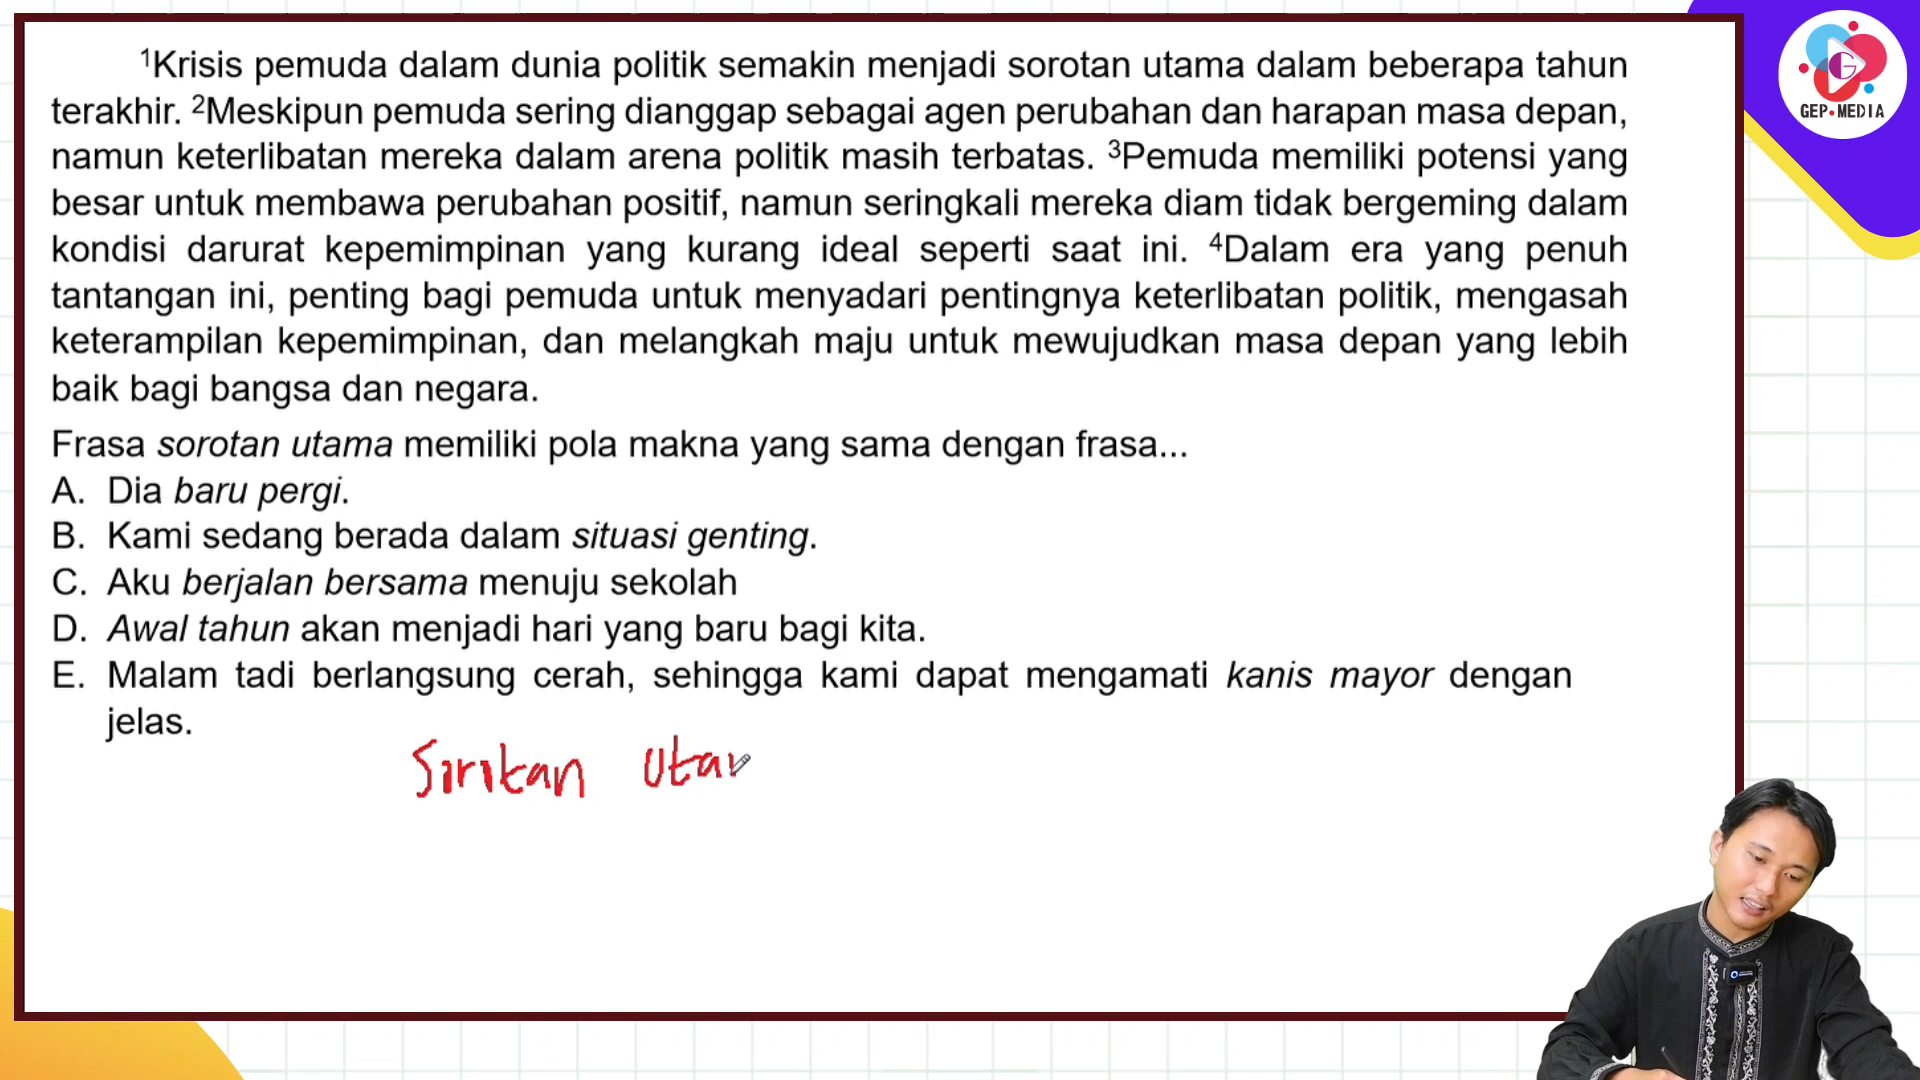 ¹Krisis pemuda dalam dunia politik semakin menjadi sorotan utama dalam beberapa tahun
terakhir. ²Meskipun pemuda sering dianggap sebagai agen perubahan dan harapan masa depan,
namun keterlibatan mereka dalam arena politik masih terbatas. ³Pemuda memiliki potensi yang
besar untuk membawa perubahan positif, namun seringkali mereka diam tidak bergeming dalam
kondisi darurat kepemimpinan yang kurang ideal seperti saat ini. ⁴Dalam era yang penuh
tantangan ini, penting bagi pemuda untuk menyadari pentingnya keterlibatan politik, mengasah
keterampilan kepemimpinan, dan melangkah maju untuk mewujudkan masa depan yang lebih
baik bagi bangsa dan negara.
Frasa sorotan utama memiliki pola makna yang sama dengan frasa...
A. Dia baru pergi.
B. Kami sedang berada dalam situasi genting.
C. Aku berjalan bersama menuju sekolah
D. Awal tahun akan menjadi hari yang baru bagi kita.
E. Malam tadi berlangsung cerah, sehingga kami dapat mengamati kanis mayor dengan
jelas.
Sorotan Utam
G
GEP•MEDIA